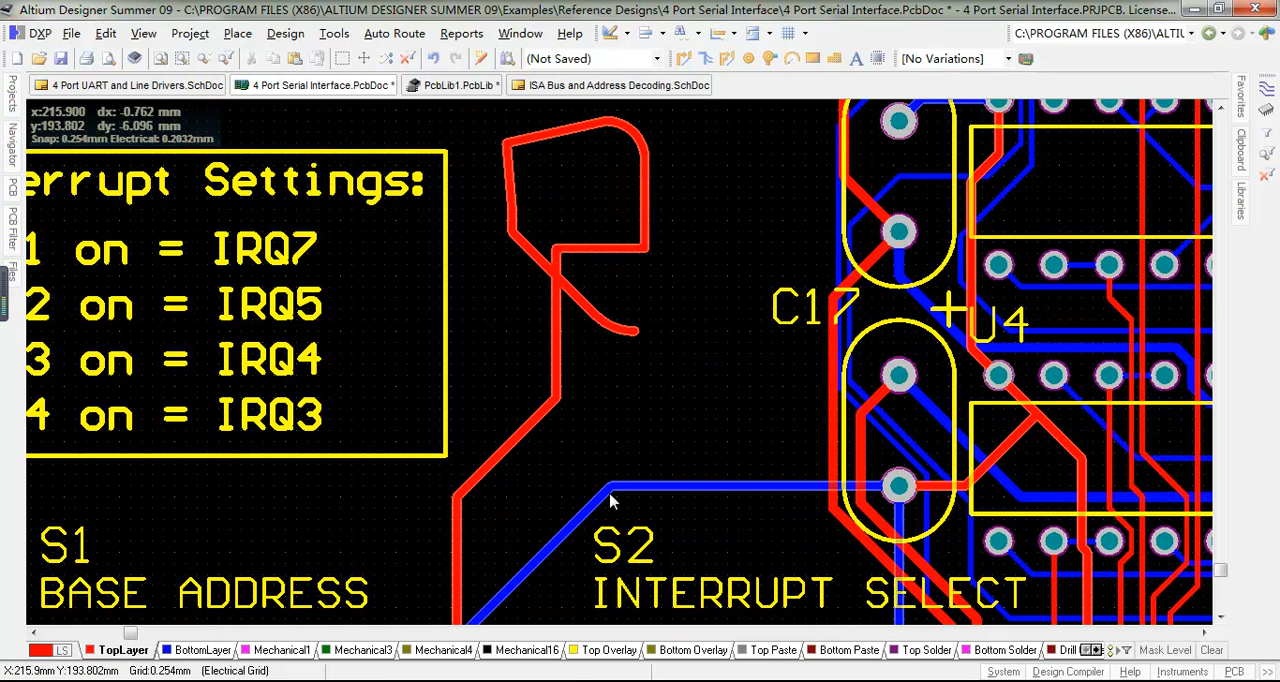 Altium Designer Summer 09 - C:\PROGRAM FILES (X86)\ALTIUM DESIGNER SUMMER 09\Examples\Reference Designs\4 Port Serial Interface\4 Port Serial Interface.PcbDoc * - 4 Port Serial Interface.PRJPCB. License...
DXP File Edit View Project Place Design Tools Auto Route Reports Window Help C:\PROGRAM FILES (X86)\ALTIL
(Not Saved) [No Variations]
4 Port UART and Line Drivers.SchDoc 4 Port Serial Interface.PcbDoc * PcbLib1.PcbLib * ISA Bus and Address Decoding.SchDoc
x:215.900 dx: -0.762 mm
y:193.802 dy: -6.096 mm
Snap: 0.254mm Electrical: 0.2032mm
Projects
Navigator
PCB
PCB Filter
Files
Favorites
Clipboard
Libraries
errupt Settings:
1 on = IRQ7
2 on = IRQ5
3 on = IRQ4
4 on = IRQ3
C17
+
U4
S1
BASE ADDRESS
S2
INTERRUPT SELECT
LS TopLayer BottomLayer Mechanical1 Mechanical3 Mechanical4 Mechanical16 Top Overlay Bottom Overlay Top Paste Bottom Paste Top Solder Bottom Solder Drill Mask Level Clear
X:215.9mm Y:193.802mm Grid:0.254mm (Electrical Grid) System Design Compiler Help Instruments PCB >>